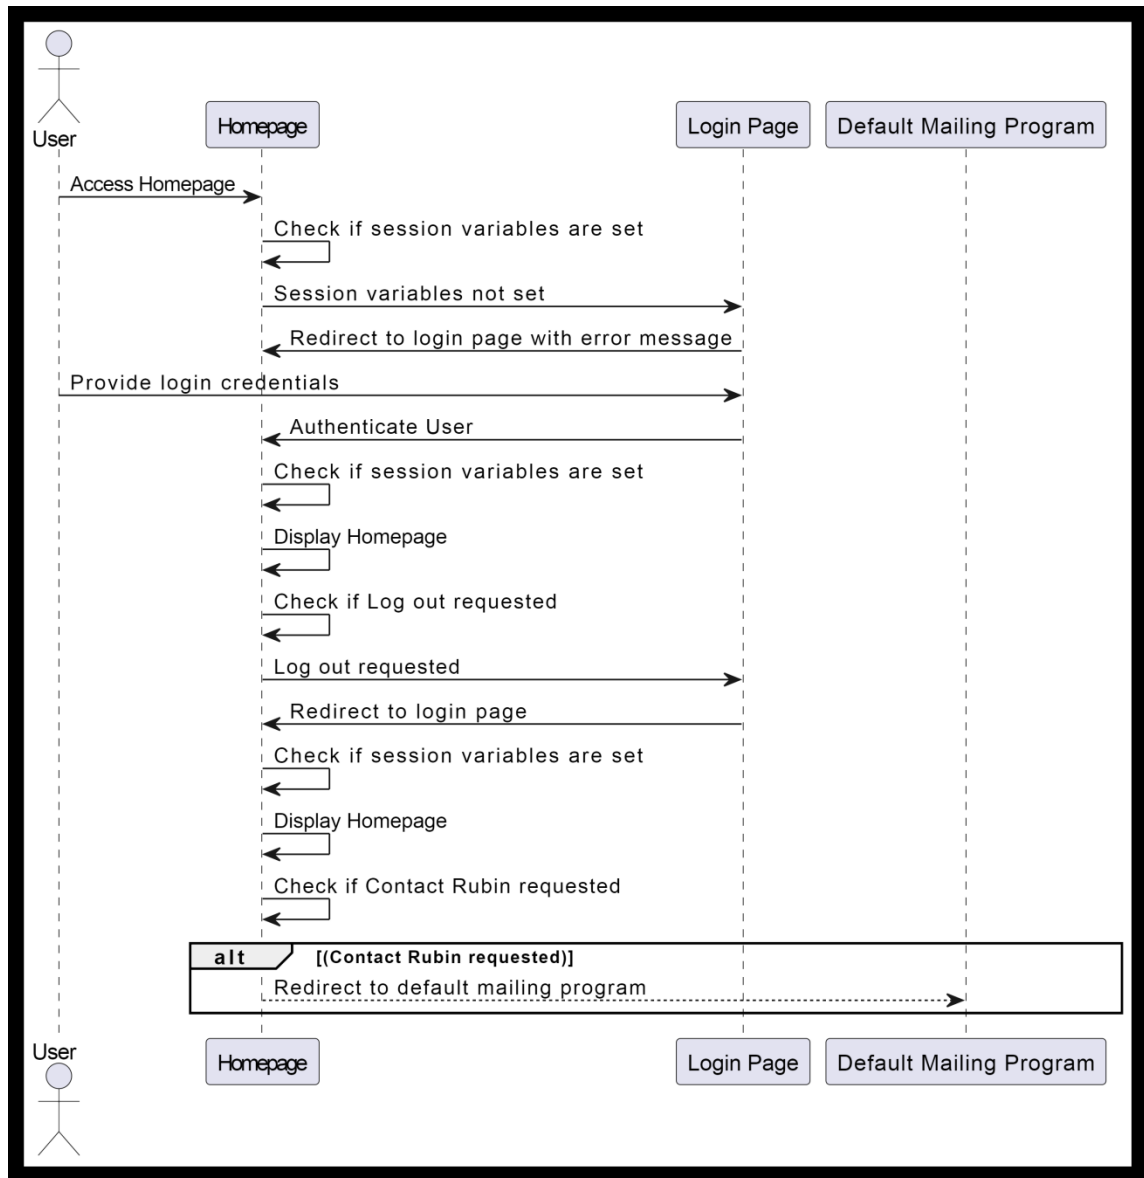 User
Homepage
Login Page
Default Mailing Program
Access Homepage
Check if session variables are set
Session variables not set
Redirect to login page with error message
Provide login credentials
Authenticate User
Check if session variables are set
Display Homepage
Check if Log out requested
Log out requested
Redirect to login page
Check if session variables are set
Display Homepage
Check if Contact Rubin requested
alt [(Contact Rubin requested)]
Redirect to default mailing program
User
Homepage
Login Page
Default Mailing Program